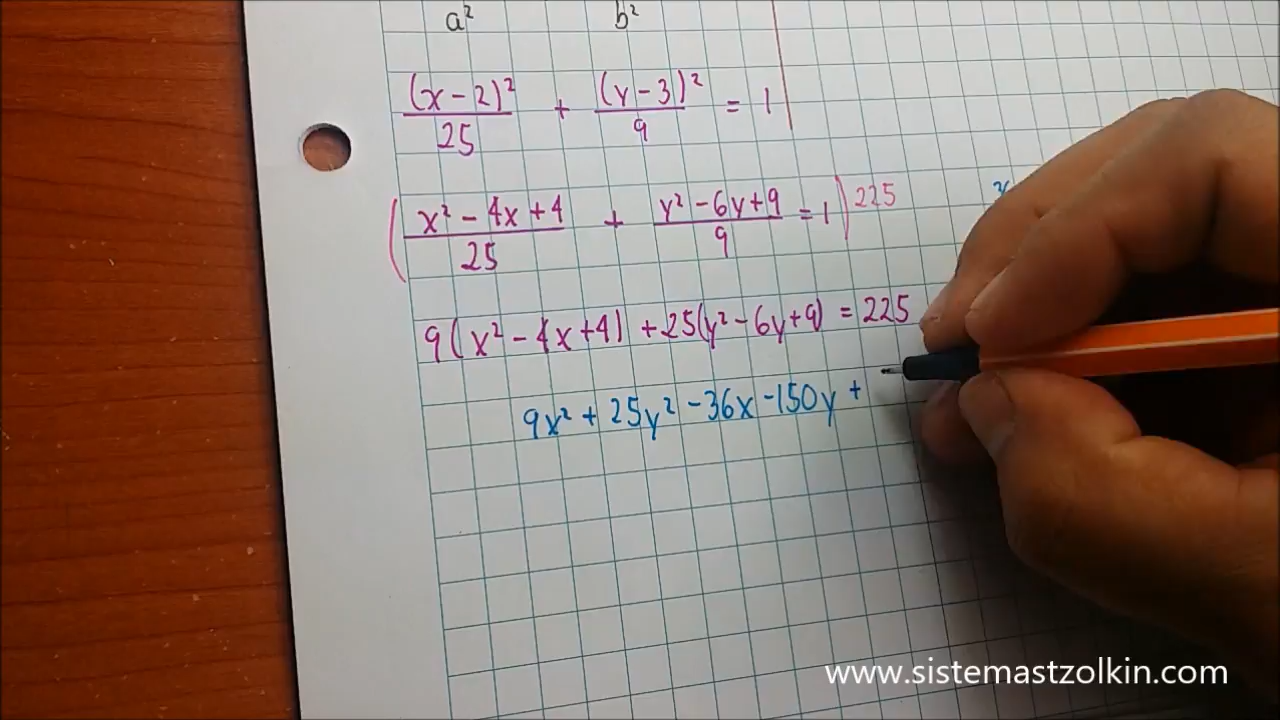 a² b²
(x-2)²/25 + (y-3)²/9 = 1
(x²-4x+4/25 + y²-6y+9/9 = 1)225
9(x²-4x+4) +25(y²-6y+9) = 225
9x² + 25y² -36x -150y +
www.sistemastzolkin.com